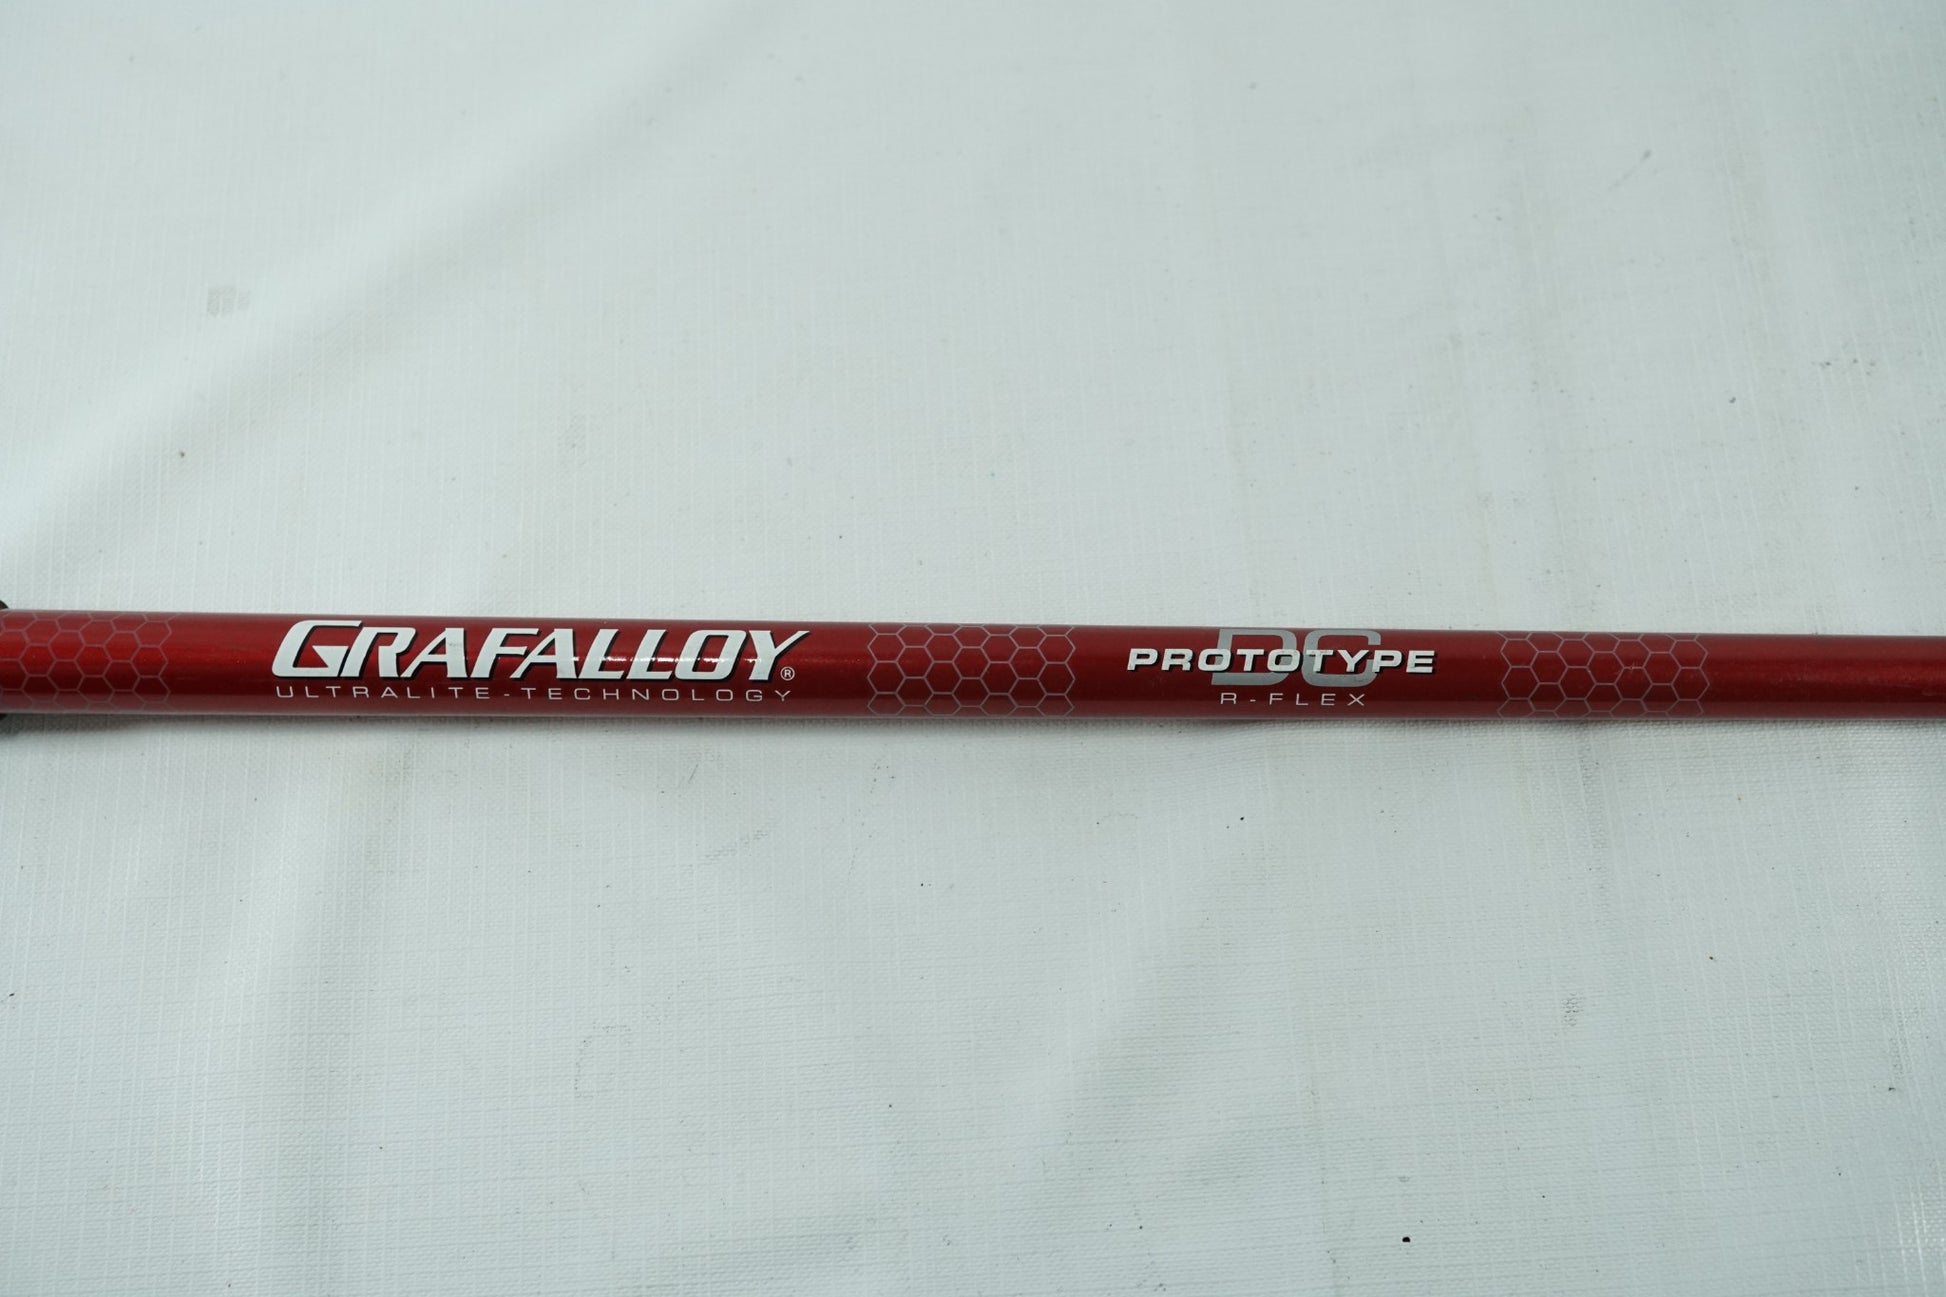 GRAFALLOY®
ULTRALITE-TECHNOLOGY
DC
PROTOTYPE
R-FLEX